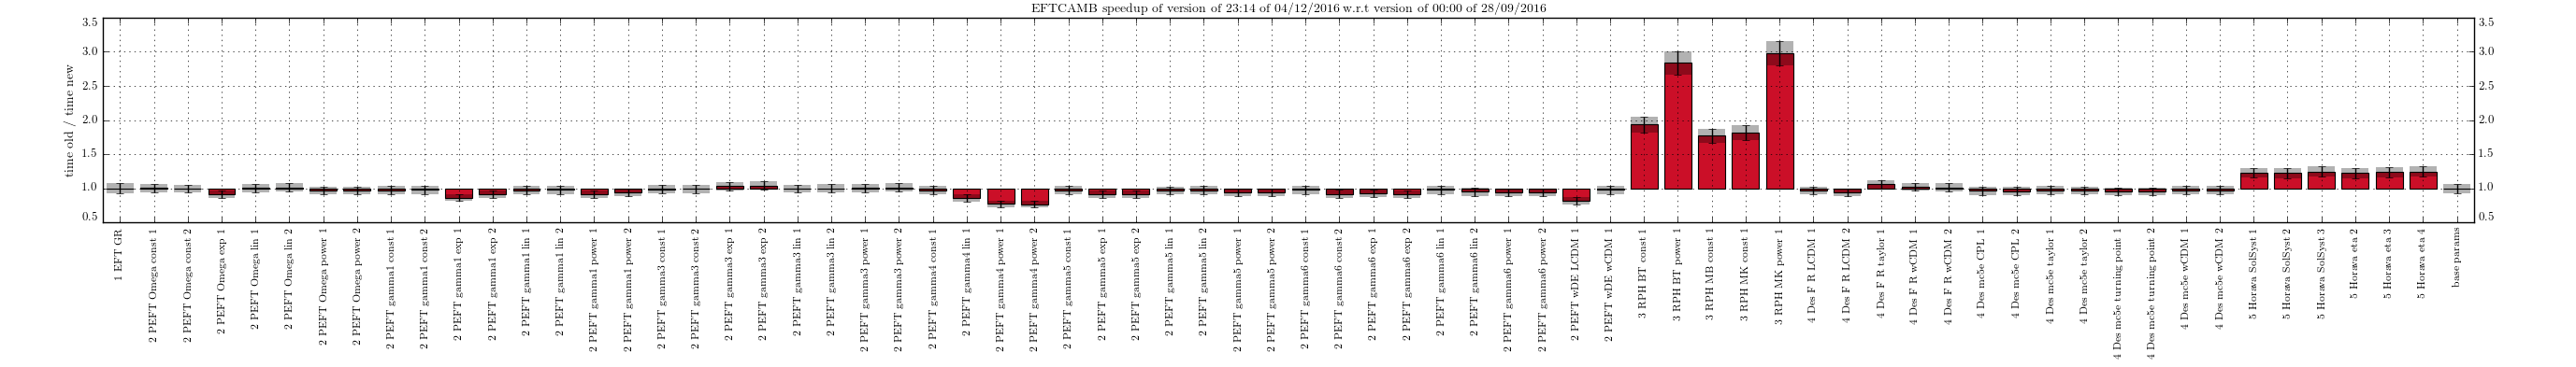 EFTCAMB speedup of version of 23:14 of 04/12/2016 w.r.t version of 00:00 of 28/09/2016
time old / time new
3.5
3.0
2.5
2.0
1.5
1.0
0.5
3.5
3.0
2.5
2.0
1.5
1.0
0.5
1 EFT GR
2 PEFT Omega const 1
2 PEFT Omega const 2
2 PEFT Omega exp 1
2 PEFT Omega lin 1
2 PEFT Omega lin 2
2 PEFT Omega power 1
2 PEFT Omega power 2
2 PEFT gamma1 const 1
2 PEFT gamma1 const 2
2 PEFT gamma1 exp 1
2 PEFT gamma1 exp 2
2 PEFT gamma1 lin 1
2 PEFT gamma1 lin 2
2 PEFT gamma1 power 1
2 PEFT gamma1 power 2
2 PEFT gamma3 const 1
2 PEFT gamma3 const 2
2 PEFT gamma3 exp 1
2 PEFT gamma3 exp 2
2 PEFT gamma3 lin 1
2 PEFT gamma3 lin 2
2 PEFT gamma3 power 1
2 PEFT gamma3 power 2
2 PEFT gamma4 const 1
2 PEFT gamma4 lin 1
2 PEFT gamma4 power 1
2 PEFT gamma4 power 2
2 PEFT gamma5 const 1
2 PEFT gamma5 exp 1
2 PEFT gamma5 exp 2
2 PEFT gamma5 lin 1
2 PEFT gamma5 lin 2
2 PEFT gamma5 power 1
2 PEFT gamma5 power 2
2 PEFT gamma6 const 1
2 PEFT gamma6 const 2
2 PEFT gamma6 exp 1
2 PEFT gamma6 exp 2
2 PEFT gamma6 lin 1
2 PEFT gamma6 lin 2
2 PEFT gamma6 power 1
2 PEFT gamma6 power 2
2 PEFT wDE LCDM 1
2 PEFT wDE wCDM 1
3 RPH BT const 1
3 RPH BT power 1
3 RPH MB const 1
3 RPH MK const 1
3 RPH MK power 1
4 Des F R LCDM 1
4 Des F R LCDM 2
4 Des F R taylor 1
4 Des F R wCDM 1
4 Des F R wCDM 2
4 Des mc5e CPL 1
4 Des mc5e CPL 2
4 Des mc5e taylor 1
4 Des mc5e taylor 2
4 Des mc5e turning point 1
4 Des mc5e turning point 2
4 Des mc5e wCDM 1
4 Des mc5e wCDM 2
5 Horava SolSyst 1
5 Horava SolSyst 2
5 Horava SolSyst 3
5 Horava eta 2
5 Horava eta 3
5 Horava eta 4
base params